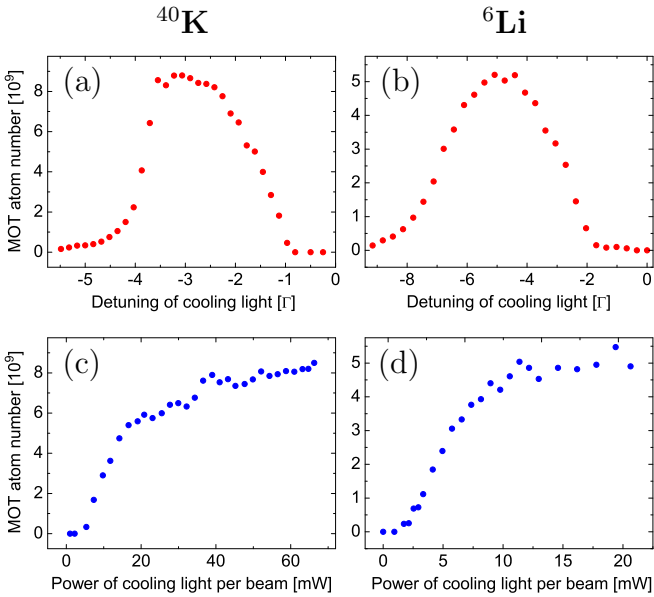 ⁴⁰K
⁶Li
(a)
MOT atom number [10⁹]
8
6
4
2
0
-5 -4 -3 -2 -1 0
Detuning of cooling light [Γ]
(b)
5
4
3
2
1
0
-8 -6 -4 -2 0
Detuning of cooling light [Γ]
(c)
MOT atom number [10⁹]
8
6
4
2
0
0 20 40 60
Power of cooling light per beam [mW]
(d)
5
4
3
2
1
0
0 5 10 15 20
Power of cooling light per beam [mW]